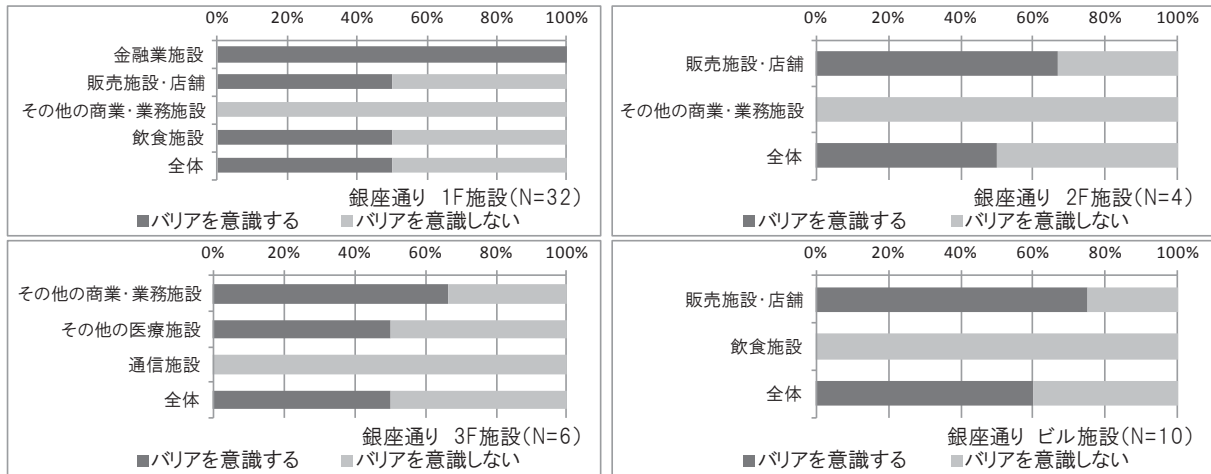 0% 20% 40% 60% 80% 100%
金融業施設
販売施設・店舗
その他の商業・業務施設
飲食施設
全体
銀座通り 1F施設(N=32)
■バリアを意識する ■バリアを意識しない
0% 20% 40% 60% 80% 100%
販売施設・店舗
その他の商業・業務施設
全体
銀座通り 2F施設(N=4)
■バリアを意識する ■バリアを意識しない
0% 20% 40% 60% 80% 100%
その他の商業・業務施設
その他の医療施設
通信施設
全体
銀座通り 3F施設(N=6)
■バリアを意識する ■バリアを意識しない
0% 20% 40% 60% 80% 100%
販売施設・店舗
飲食施設
全体
銀座通り ビル施設(N=10)
■バリアを意識する ■バリアを意識しない